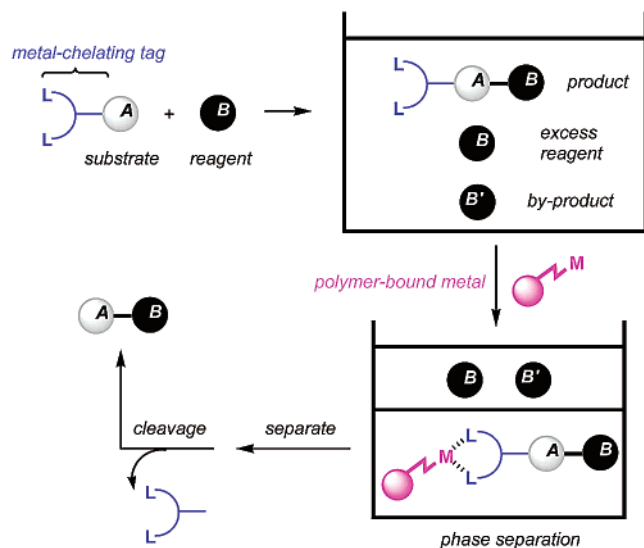 metal-chelating tag
L
L
A
+
B
substrate
reagent
L
L
A
B
product
B
excess
reagent
B'
by-product
polymer-bound metal
M
A
B
B
B'
cleavage
separate
L
L
M
L
L
A
B
phase separation